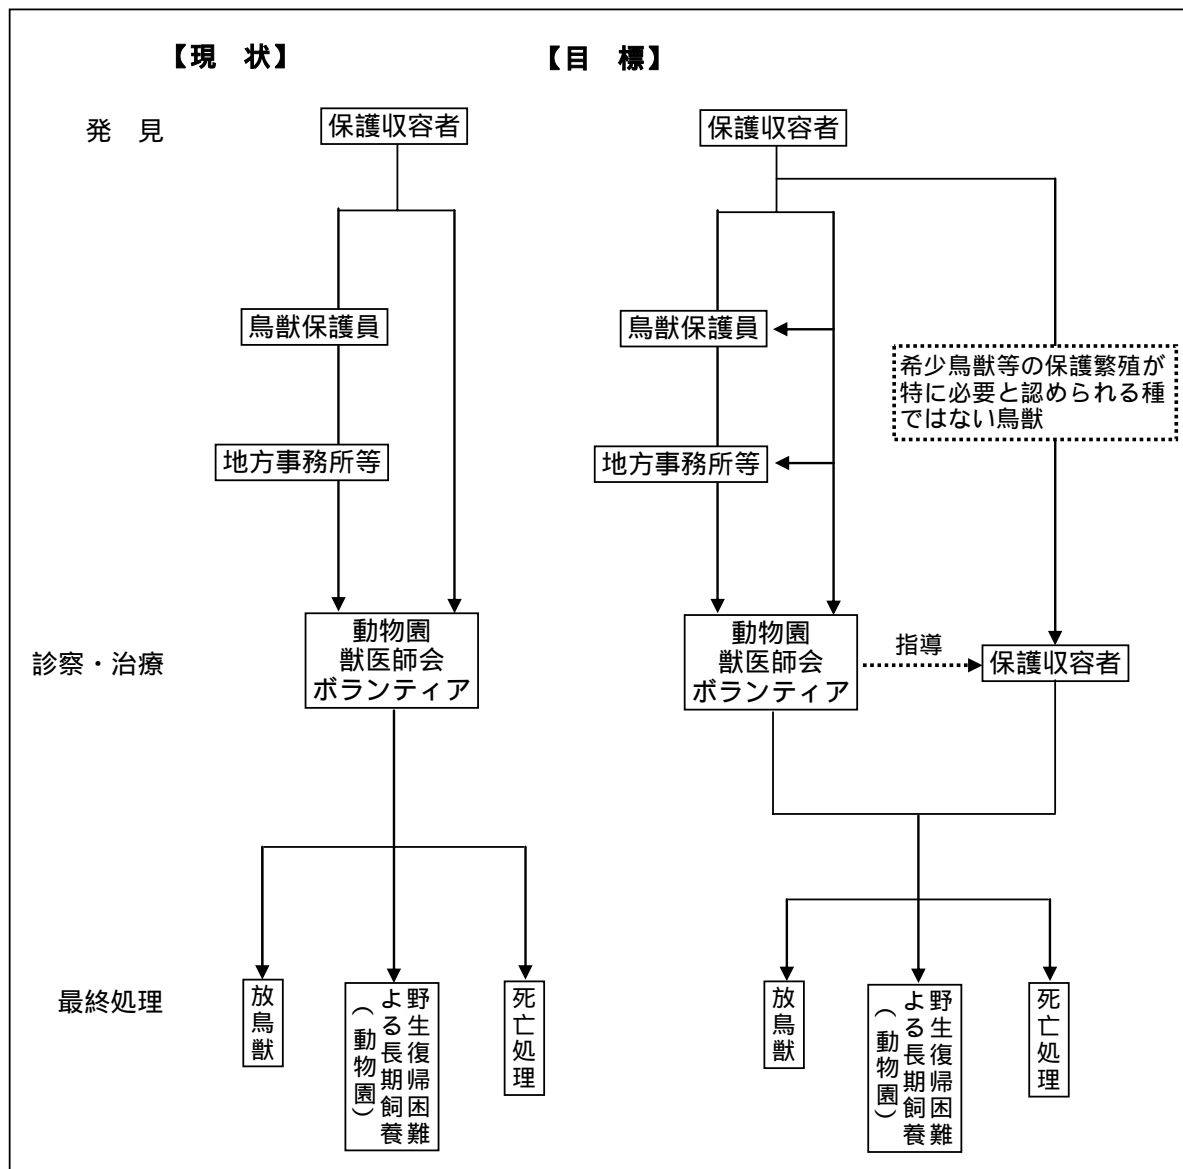 【現　状】
【目　標】
発　見
保護収容者
保護収容者
鳥獣保護員
鳥獣保護員
希少鳥獣等の保護繁殖が
特に必要と認められる種
ではない鳥獣
地方事務所等
地方事務所等
診察・治療
動物園
獣医師会
ボランティア
動物園
獣医師会
ボランティア
指導
保護収容者
最終処理
放鳥獣
野生復帰困難
よる長期飼養
（動物園）
死亡処理
放鳥獣
野生復帰困難
よる長期飼養
（動物園）
死亡処理